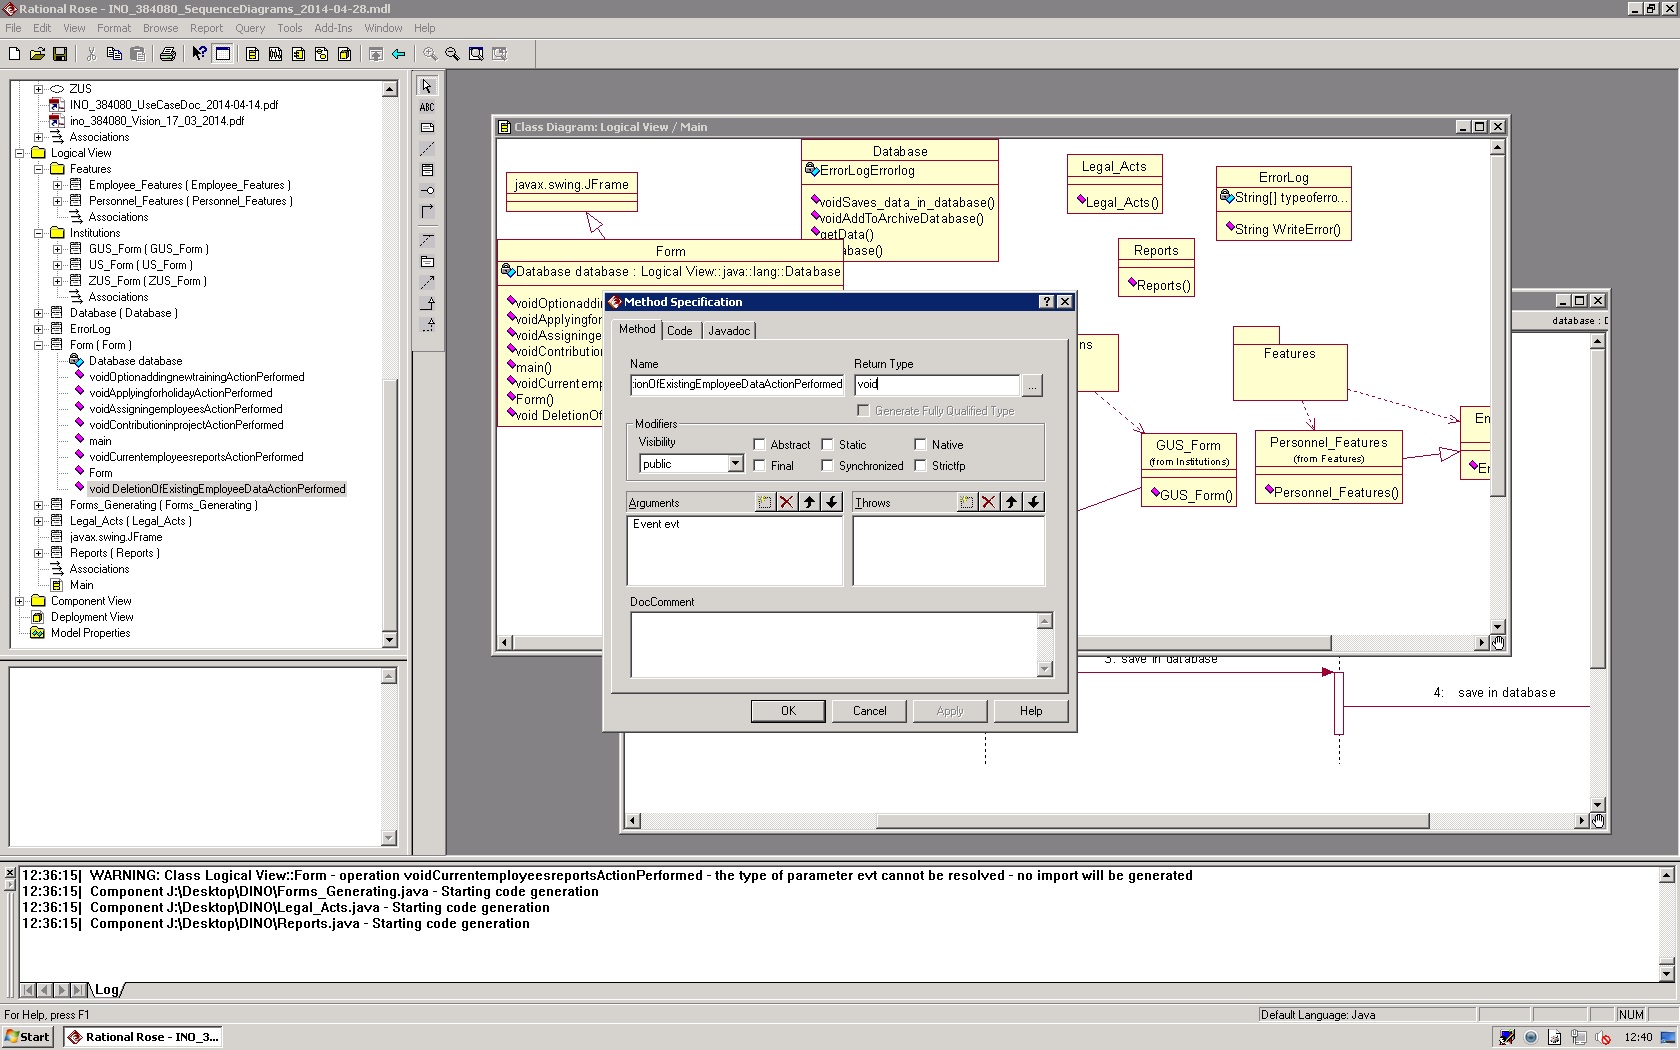 Rational Rose - INO_384080_SequenceDiagrams_2014-04-28.mdl
File Edit View Format Browse Report Query Tools Add-Ins Window Help
ZUS
INO_384080_UseCaseDoc_2014-04-14.pdf
ino_384080_Vision_17_03_2014.pdf
Associations
Logical View
Features
Employee_Features ( Employee_Features )
Personnel_Features ( Personnel_Features )
Associations
Institutions
GUS_Form ( GUS_Form )
US_Form ( US_Form )
ZUS_Form ( ZUS_Form )
Associations
Database ( Database )
ErrorLog
Form ( Form )
Database database
voidOptionaddingnewtrainingActionPerformed
voidApplyingforholidayActionPerformed
voidAssigningemployeesActionPerformed
voidContributioninprojectActionPerformed
main
voidCurrentemployeesreportsActionPerformed
Form
void DeletionOfExistingEmployeeDataActionPerformed
Forms_Generating ( Forms_Generating )
Legal_Acts ( Legal_Acts )
javax.swing.JFrame
Reports ( Reports )
Associations
Main
Component View
Deployment View
Model Properties
ABC
Class Diagram: Logical View / Main
javax.swing.JFrame
Database
ErrorLogErrorlog
voidSaves_data_in_database()
voidAddToArchiveDatabase()
getData()
abase()
Legal_Acts
Legal_Acts()
ErrorLog
String[] typeoferro...
String WriteError()
Reports
Reports()
Form
Database database : Logical View::java::lang::Database
voidOptionaddi
voidApplyingfor
voidAssigningem
voidContribution
main()
voidCurrentemp
Form()
void DeletionOf
ns
Features
GUS_Form
(from Institutions)
GUS_Form()
Personnel_Features
(from Features)
Personnel_Features()
En
Er
database : D
3: save in database
4: save in database
Method Specification
Method Code Javadoc
Name Return Type
:ionOfExistingEmployeeDataActionPerformed void ...
Generate Fully Qualified Type
Modifiers
Visibility
public
Abstract Static Native
Final Synchronized Strictfp
Arguments Throws
Event evt
DocComment
OK Cancel Apply Help
12:36:15| WARNING: Class Logical View::Form - operation voidCurrentemployeesreportsActionPerformed - the type of parameter evt cannot be resolved - no import will be generated
12:36:15| Component J:\Desktop\DINO\Forms_Generating.java - Starting code generation
12:36:15| Component J:\Desktop\DINO\Legal_Acts.java - Starting code generation
12:36:15| Component J:\Desktop\DINO\Reports.java - Starting code generation
Log
For Help, press F1 Default Language: Java NUM
Start Rational Rose - INO_3... 12:40